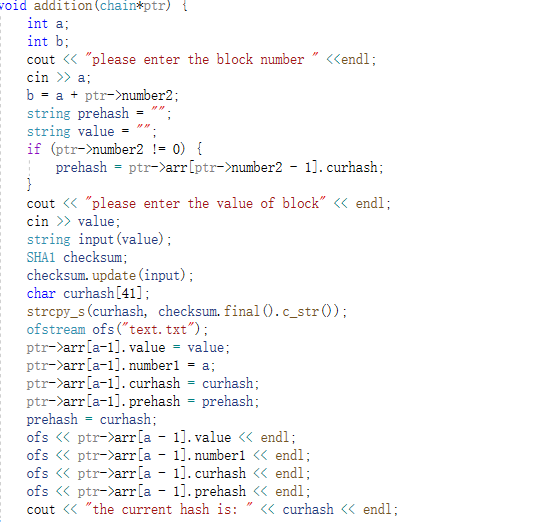 void addition(chain*ptr) {
int a;
int b;
cout << "please enter the block number " <<endl;
cin >> a;
b = a + ptr->number2;
string prehash = "";
string value = "";
if (ptr->number2 != 0) {
prehash = ptr->arr[ptr->number2 - 1].curhash;
}
cout << "please enter the value of block" << endl;
cin >> value;
string input(value);
SHA1 checksum;
checksum.update(input);
char curhash[41];
strcpy_s(curhash, checksum.final().c_str());
ofstream ofs("text.txt");
ptr->arr[a-1].value = value;
ptr->arr[a-1].number1 = a;
ptr->arr[a-1].curhash = curhash;
ptr->arr[a-1].prehash = prehash;
prehash = curhash;
ofs << ptr->arr[a - 1].value << endl;
ofs << ptr->arr[a - 1].number1 << endl;
ofs << ptr->arr[a - 1].curhash << endl;
ofs << ptr->arr[a - 1].prehash << endl;
cout << "the current hash is: " << curhash << endl;